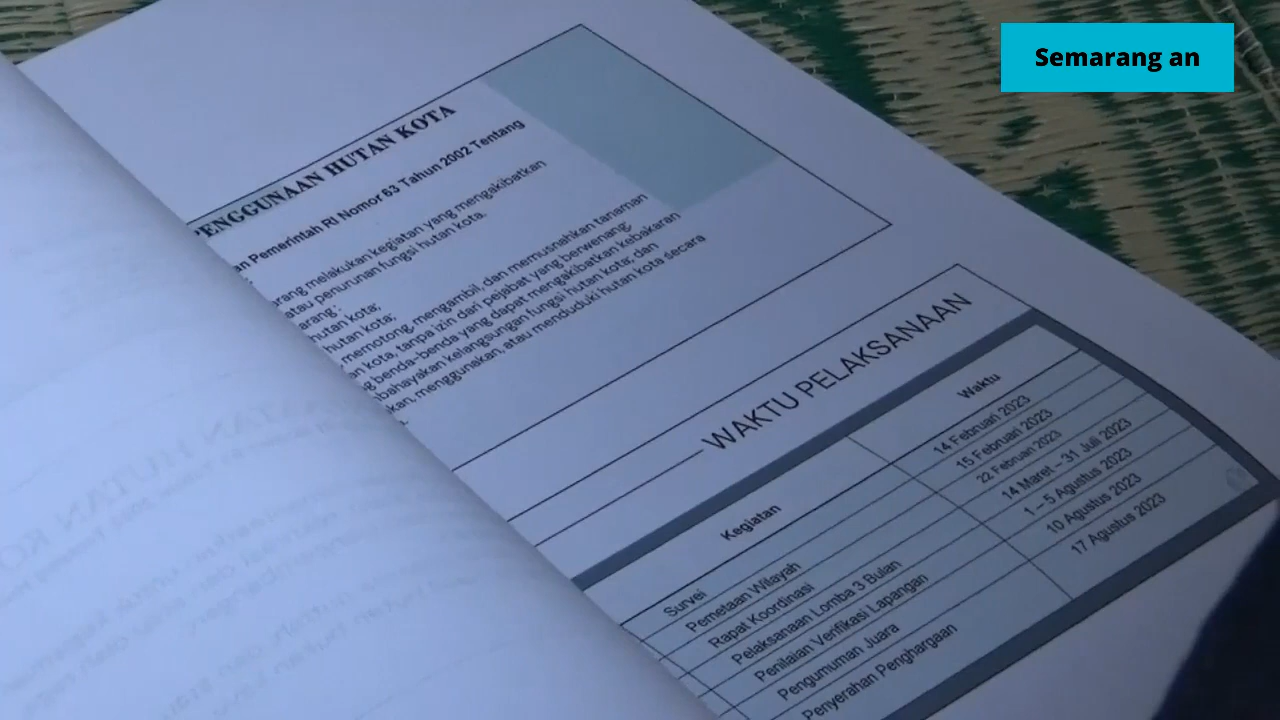 Semarang an
PENGGUNAAN HUTAN KOTA
an Pemerintah RI Nomor 63 Tahun 2002 Tentang
rang melakukan kegiatan yang mengakibatkan
atau penurunan fungsi hutan kota.
arang :
hutan kota;
hutan kota;
memotong, mengambil, dan memusnahkan tanaman
an kota, tanpa izin dari pejabat yang berwenang;
g benda-benda yang dapat mengakibatkan kebakaran
mbahayakan kelangsungan fungsi hutan kota; dan
kan, menggunakan, atau menduduki hutan kota secara
WAKTU PELAKSANAAN
Kegiatan Waktu
Survei 14 Februari 2023
Pemetaan Wilayah 15 Februari 2023
Rapat Koordinasi 22 Februari 2023
Pelaksanaan Lomba 3 Bulan 14 Maret – 31 Juli 2023
Penilaian Verifikasi Lapangan 1 – 5 Agustus 2023
Pengumuman Juara 10 Agustus 2023
Penyerahan Penghargaan 17 Agustus 2023